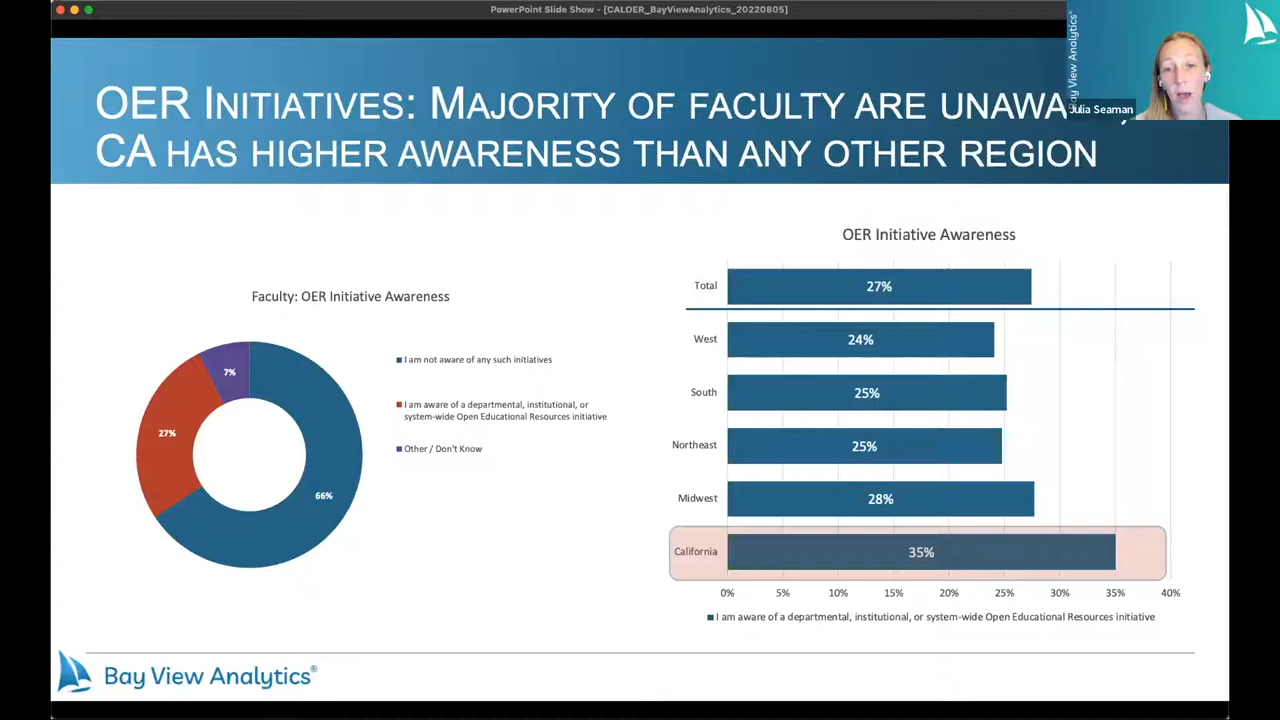 PowerPoint Slide Show - [CALOER_BayViewAnalytics_20220805]
Bay View Analytics®
Julia Seaman
OER INITIATIVES: MAJORITY OF FACULTY ARE
CA HAS HIGHER AWARENESS THAN ANY OTHER REGION
Faculty: OER Initiative Awareness
7%
27%
66%
I am not aware of any such initiatives
I am aware of a departmental, institutional, or
system-wide Open Educational Resources initiative
Other / Don't Know
OER Initiative Awareness
Total 27%
West 24%
South 25%
Northeast 25%
Midwest 28%
California 35%
0% 5% 10% 15% 20% 25% 30% 35% 40%
I am aware of a departmental, institutional, or system-wide Open Educational Resources initiative
Bay View Analytics®